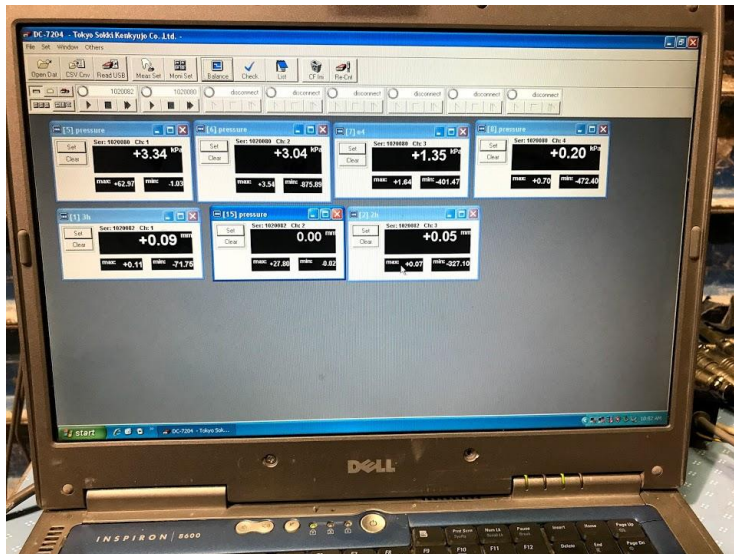 DC-7204 - Tokyo Sokki Kenkyujo Co.,Ltd. -
File Set Window Others
Open Dat CSV Cnv Read USB Meas Set Moni Set Balance Check List CF Ini Re-Cnt
1020082 1020080 disconnect disconnect disconnect disconnect disconnect disconnect
[5] pressure
Set
Clear
Ser: 1020080 Ch: 1
+3.34 kPa
max: +62.97 min: -1.03
[6] pressure
Set
Clear
Ser: 1020080 Ch: 2
+3.04 kPa
max: +3.54 min: -875.89
[7] e4
Set
Clear
Ser: 1020080 Ch: 3
+1.35 kPa
max: +1.64 min: -401.47
[8] pressure
Set
Clear
Ser: 1020080 Ch: 4
+0.20 kPa
max: +0.70 min: -472.40
[1] 3h
Set
Clear
Ser: 1020082 Ch: 1
+0.09 mm
max: +0.11 min: -71.75
[15] pressure
Set
Clear
Ser: 1020082 Ch: 2
0.00 mm
max: +27.80 min: -0.02
2h
Set
Clear
Ser: 1020082 Ch: 3
+0.05 mm
max: +0.07 min: -327.10
start DC-7204 - Tokyo Sok...
DELL
INSPIRON 8600
Prt Scrn Num Lk Pause Insert Home Page Up
Break
F8 F9 F10 F11 F12 Delete End Page Dn